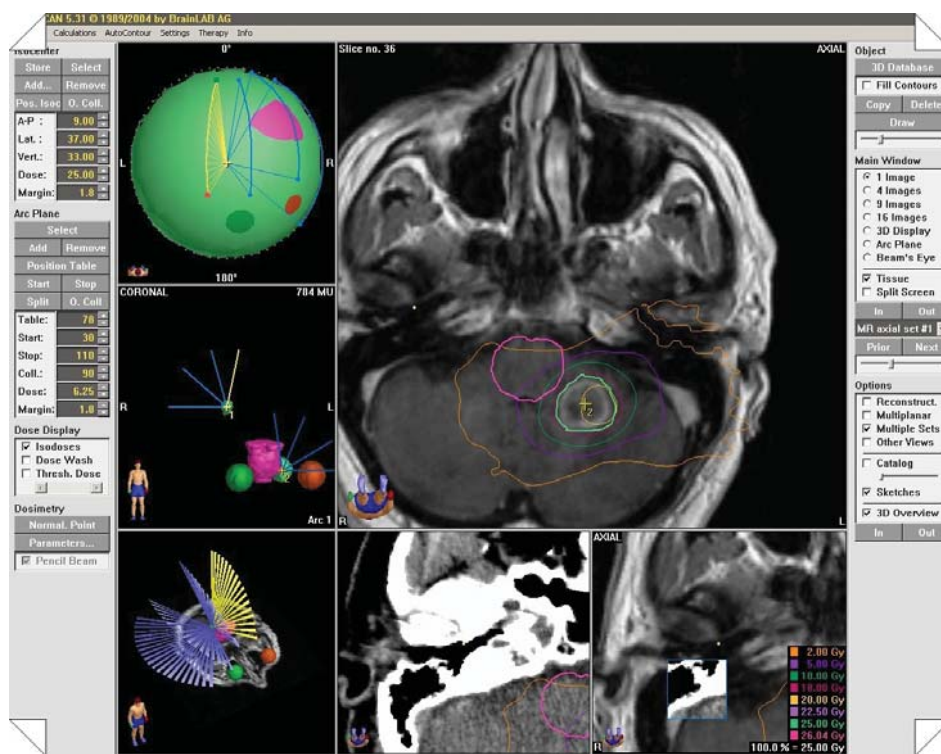 CAN 5.31 © 1989/2004 by BrainLAB AG
Calculations AutoContour Settings Therapy Info
Isocenter
Store Select
Add... Remove
Pos. Isoc O. Coll.
A-P : 9.00
Lat. : 37.00
Vert.: 33.00
Dose: 25.00
Margin: 1.0
Arc Plane
Select
Add Remove
Position Table
Start Stop
Split O. Coll
Table: 78
Start: 30
Stop: 110
Coll.: 90
Dose: 6.25
Margin: 1.0
Dose Display
Isodoses
Dose Wash
Thresh. Dose
Dosimetry
Normal. Point
Parameters...
Pencil Beam
0°
L
R
180°
CORONAL 784 MU
R
L
1
2
Arc 1
Slice no. 36 AXIAL
2
R
L
AXIAL
R
2.00 Gy
5.00 Gy
10.00 Gy
18.00 Gy
20.00 Gy
22.50 Gy
25.00 Gy
26.04 Gy
100.0 % = 25.00 Gy
Object
3D Database
Fill Contours
Copy Delete
Draw
Main Window
1 Image
4 Images
9 Images
16 Images
3D Display
Arc Plane
Beam's Eye
Tissue
Split Screen
In Out
MR axial set #1
Prior Next
Options
Reconstruct.
Multiplanar
Multiple Sets
Other Views
Catalog
Sketches
3D Overview
In Out